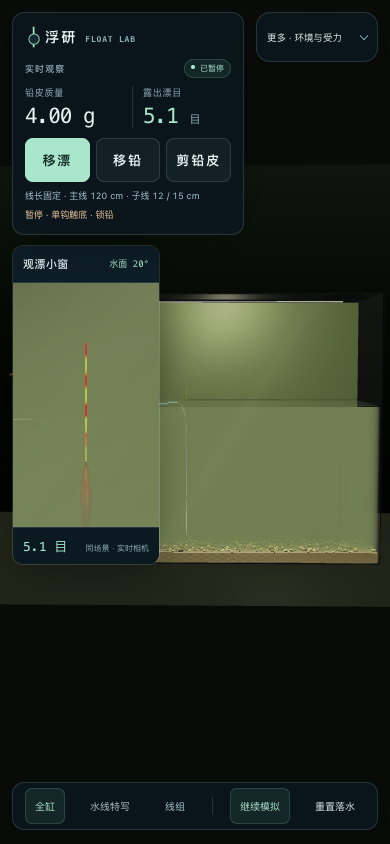 浮研 FLOAT LAB
更多 · 环境与受力
实时观察
已暂停
铅皮质量
露出漂目
4.00 g
5.1 目
移漂
移铅
剪铅皮
线长固定 · 主线 120 cm · 子线 12 / 15 cm
暂停 · 单钩触底 · 锁铅
观漂小窗
水面 20°
5.1 目
同场景 · 实时相机
全缸
水线特写
线组
继续模拟
重置落水